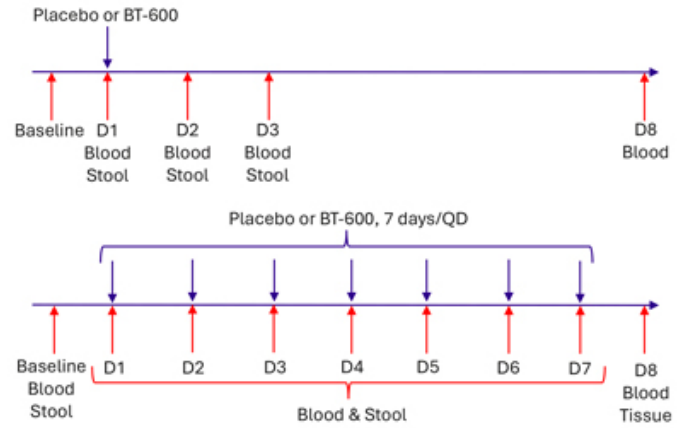 Placebo or BT-600
Baseline D1 D2 D3 D8
Blood Blood Blood Blood
Stool Stool Stool
Placebo or BT-600, 7 days/QD
Baseline D1 D2 D3 D4 D5 D6 D7 D8
Blood Blood
Stool Tissue
Blood & Stool